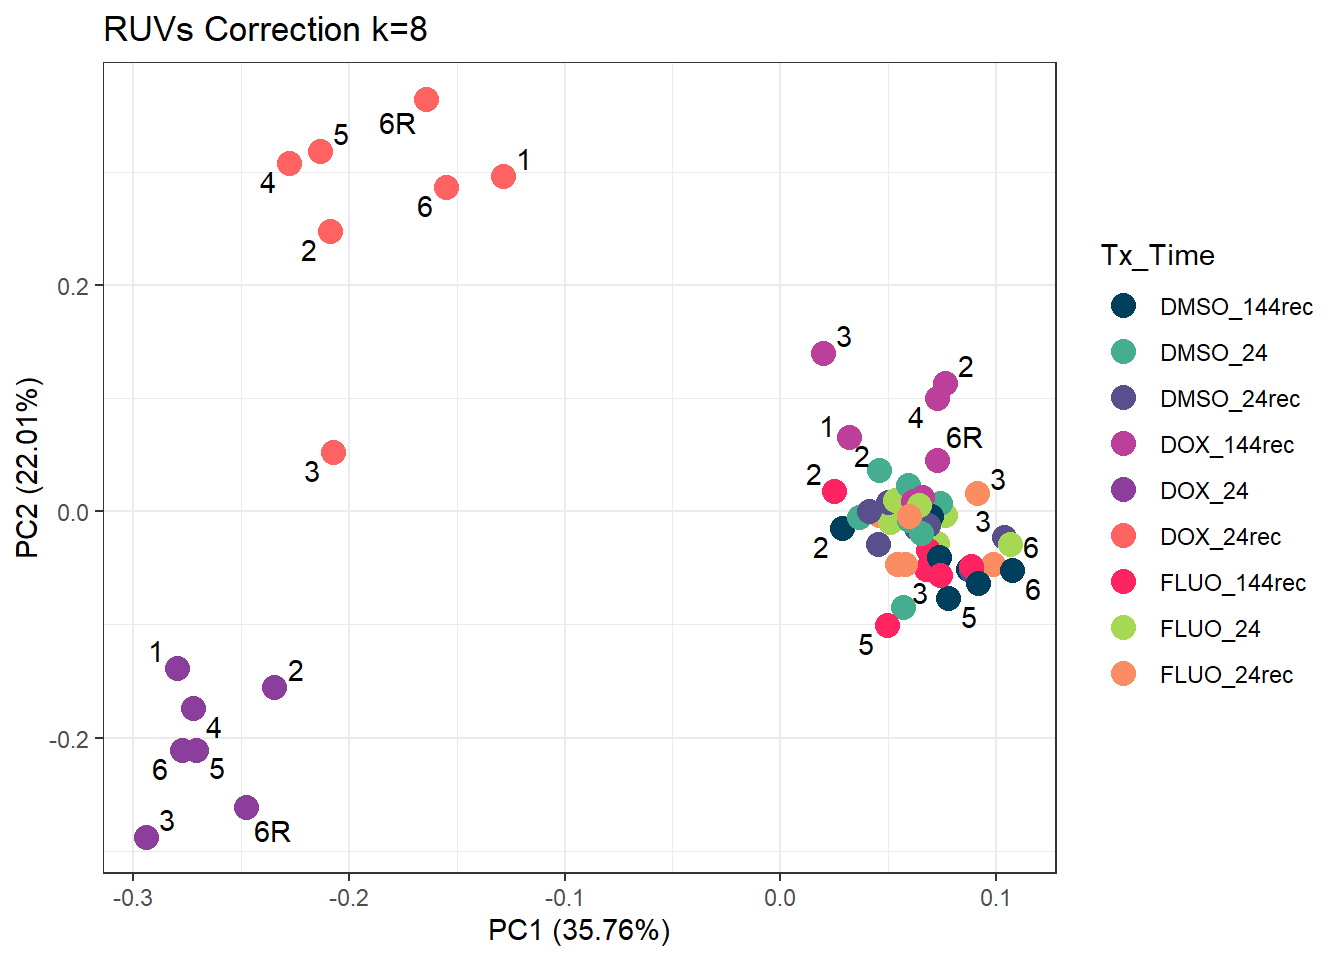 RUVs Correction k=8
6R
5
4
1
6
2
0.2
3
3
2
4
1
6R
2
2
3
0.0
3
2
6
6
3
5
5
1
2
4
6
5
3
6R
-0.2
-0.3
-0.2
-0.1
0.0
0.1
PC1 (35.76%)
PC2 (22.01%)
Tx_Time
DMSO_144rec
DMSO_24
DMSO_24rec
DOX_144rec
DOX_24
DOX_24rec
FLUO_144rec
FLUO_24
FLUO_24rec